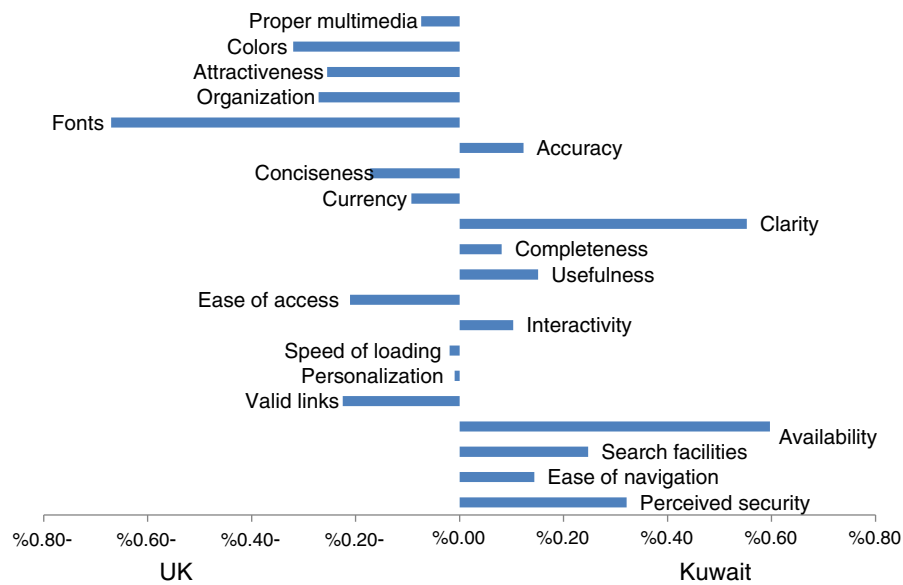 Proper multimedia
Colors
Attractiveness
Organization
Fonts
Accuracy
Conciseness
Currency
Clarity
Completeness
Usefulness
Ease of access
Interactivity
Speed of loading
Personalization
Valid links
Availability
Search facilities
Ease of navigation
Perceived security
%0.80- %0.60- %0.40- %0.20- %0.00 %0.20 %0.40 %0.60 %0.80
UK Kuwait